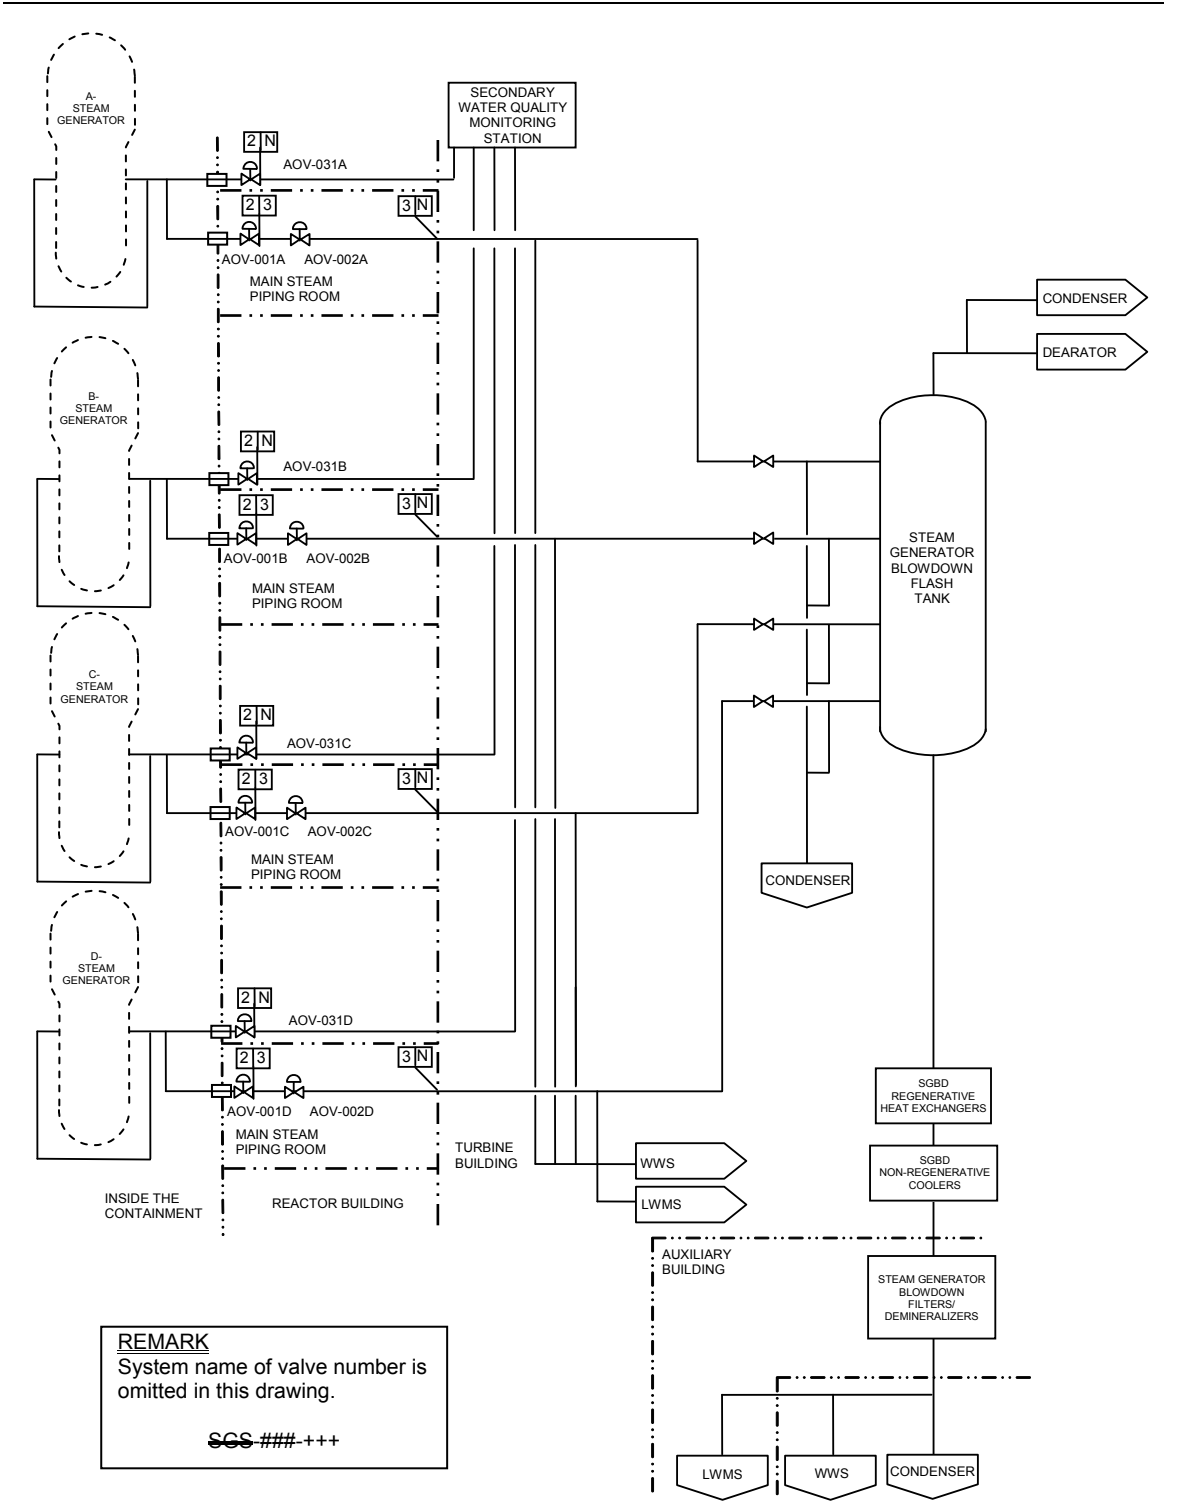 A-
STEAM
GENERATOR
SECONDARY
WATER QUALITY
MONITORING
STATION
2 N
AOV-031A
2 3
3 N
AOV-001A
AOV-002A
MAIN STEAM
PIPING ROOM
CONDENSER
DEARATOR
B-
STEAM
GENERATOR
2 N
AOV-031B
2 3
3 N
AOV-001B
AOV-002B
MAIN STEAM
PIPING ROOM
STEAM
GENERATOR
BLOWDOWN
FLASH
TANK
C-
STEAM
GENERATOR
2 N
AOV-031C
2 3
3 N
AOV-001C
AOV-002C
MAIN STEAM
PIPING ROOM
CONDENSER
D-
STEAM
GENERATOR
2 N
AOV-031D
2 3
3 N
AOV-001D
AOV-002D
MAIN STEAM
PIPING ROOM
TURBINE
BUILDING
WWS
LWMS
SGBD
REGENERATIVE
HEAT EXCHANGERS
SGBD
NON-REGENERATIVE
COOLERS
INSIDE THE
CONTAINMENT
REACTOR BUILDING
AUXILIARY
BUILDING
STEAM GENERATOR
BLOWDOWN
FILTERS/
DEMINERALIZERS
REMARK
System name of valve number is
omitted in this drawing.
SGS-###-+++
LWMS
WWS
CONDENSER